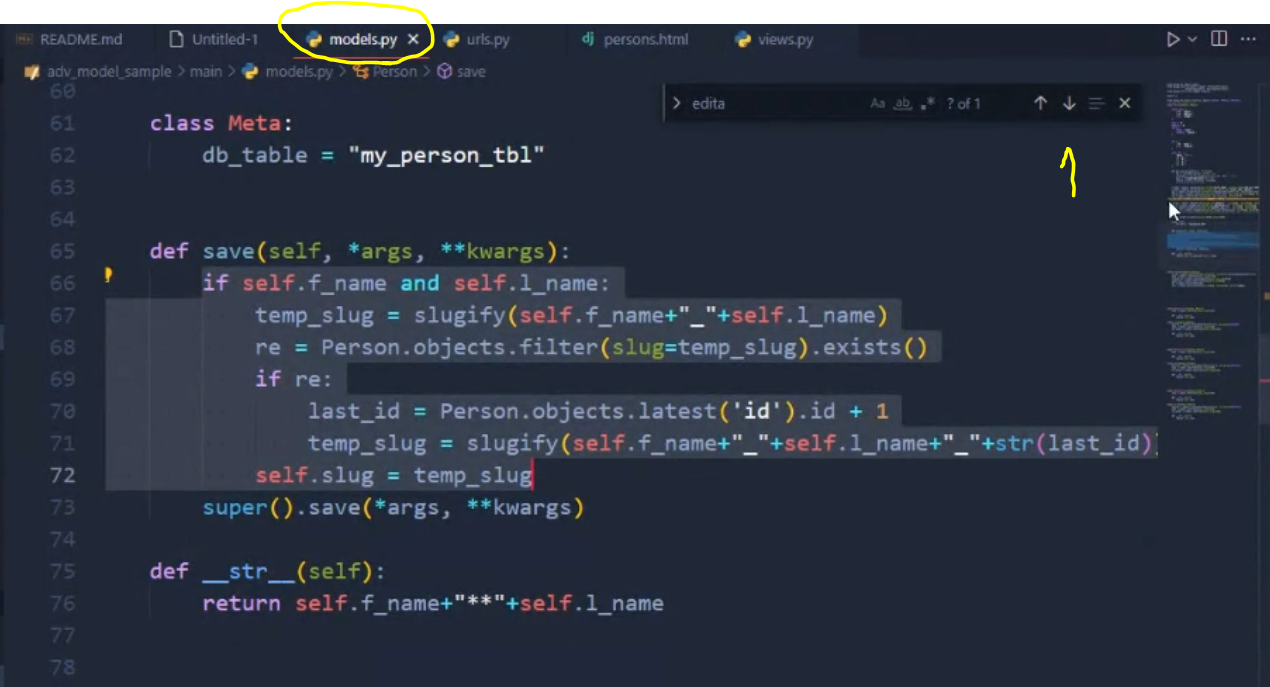 README.md Untitled-1 models.py × urls.py dj persons.html views.py
adv_model_sample > main > models.py > Person > save
edita Aa ab ? of 1
60
61 class Meta:
62 db_table = "my_person_tbl"
63
64
65 def save(self, *args, **kwargs):
66 if self.f_name and self.l_name:
67 temp_slug = slugify(self.f_name+"_"+self.l_name)
68 re = Person.objects.filter(slug=temp_slug).exists()
69 if re:
70 last_id = Person.objects.latest('id').id + 1
71 temp_slug = slugify(self.f_name+"_"+self.l_name+"_"+str(last_id))
72 self.slug = temp_slug
73 super().save(*args, **kwargs)
74
75 def __str__(self):
76 return self.f_name+"**"+self.l_name
77
78
1